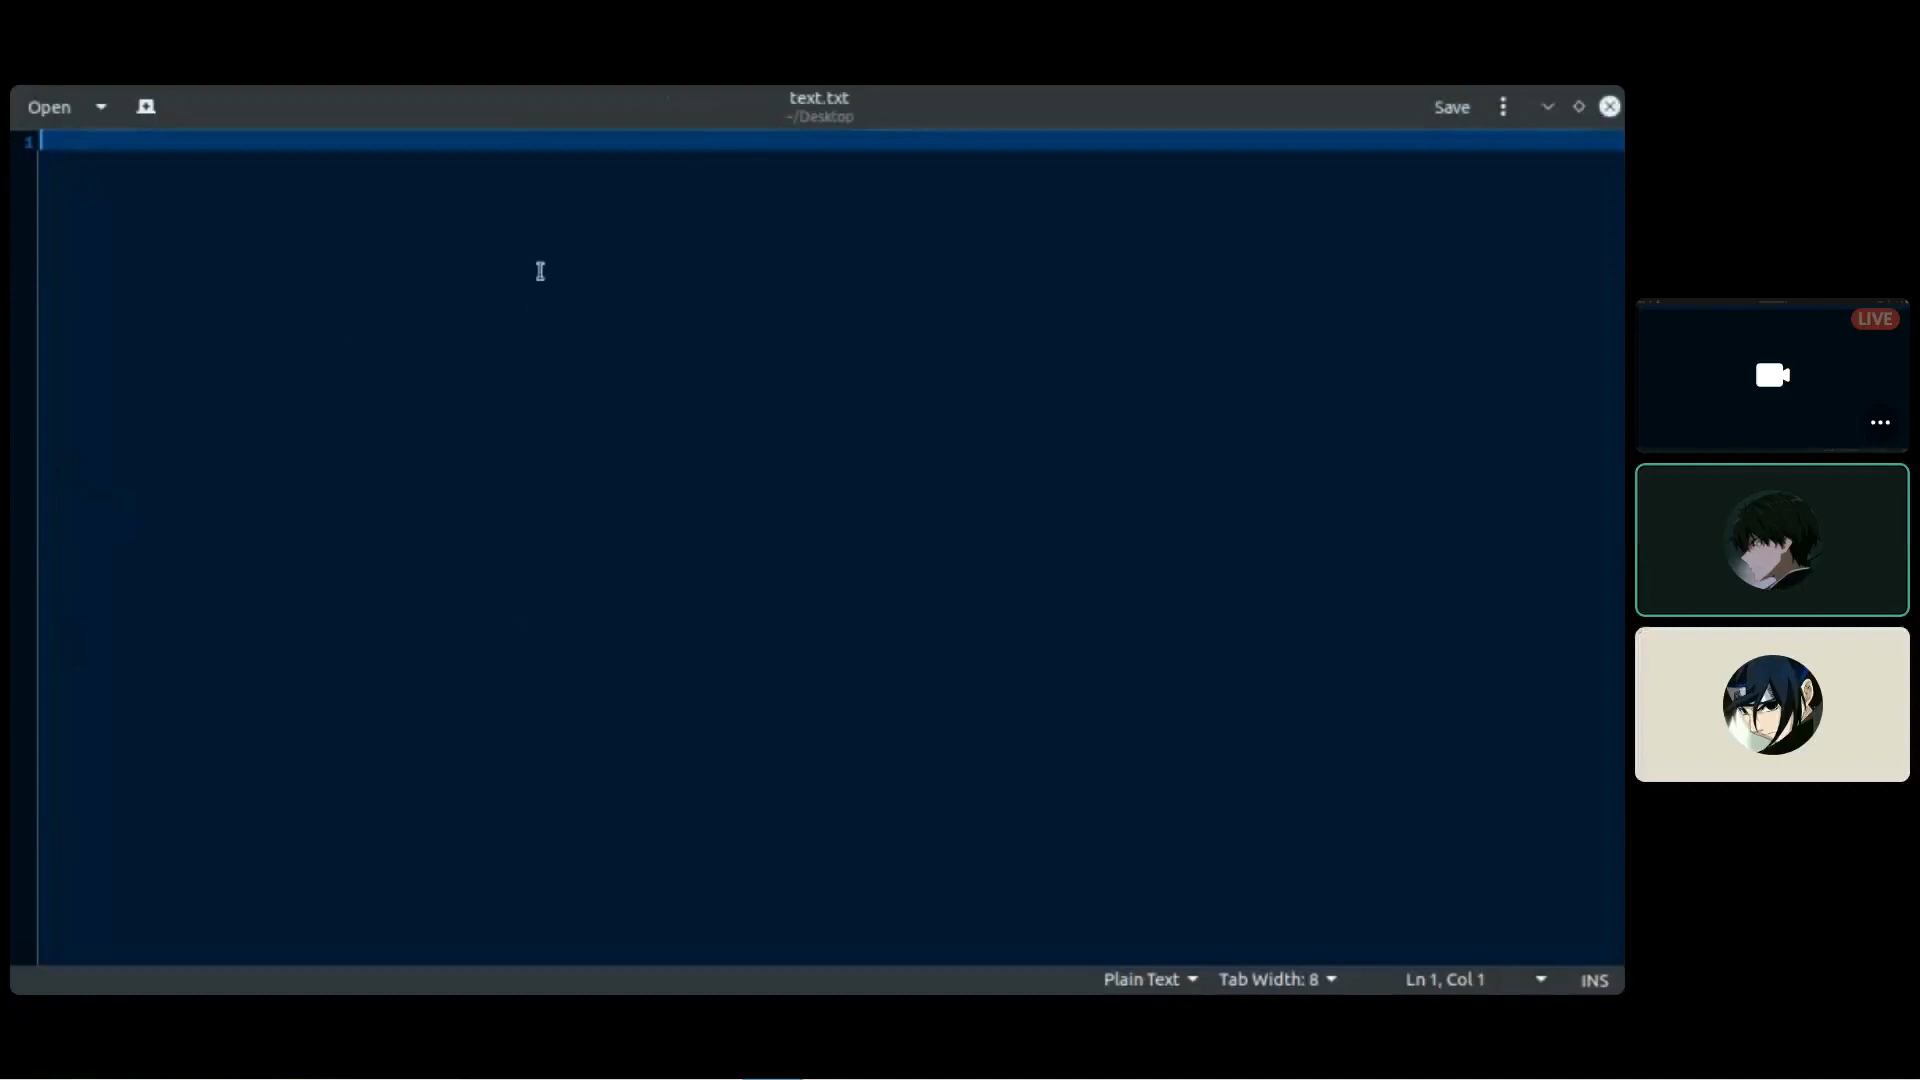 Open
text.txt
~/Desktop
Save
1
LIVE
Plain Text
Tab Width: 8
Ln 1, Col 1
INS